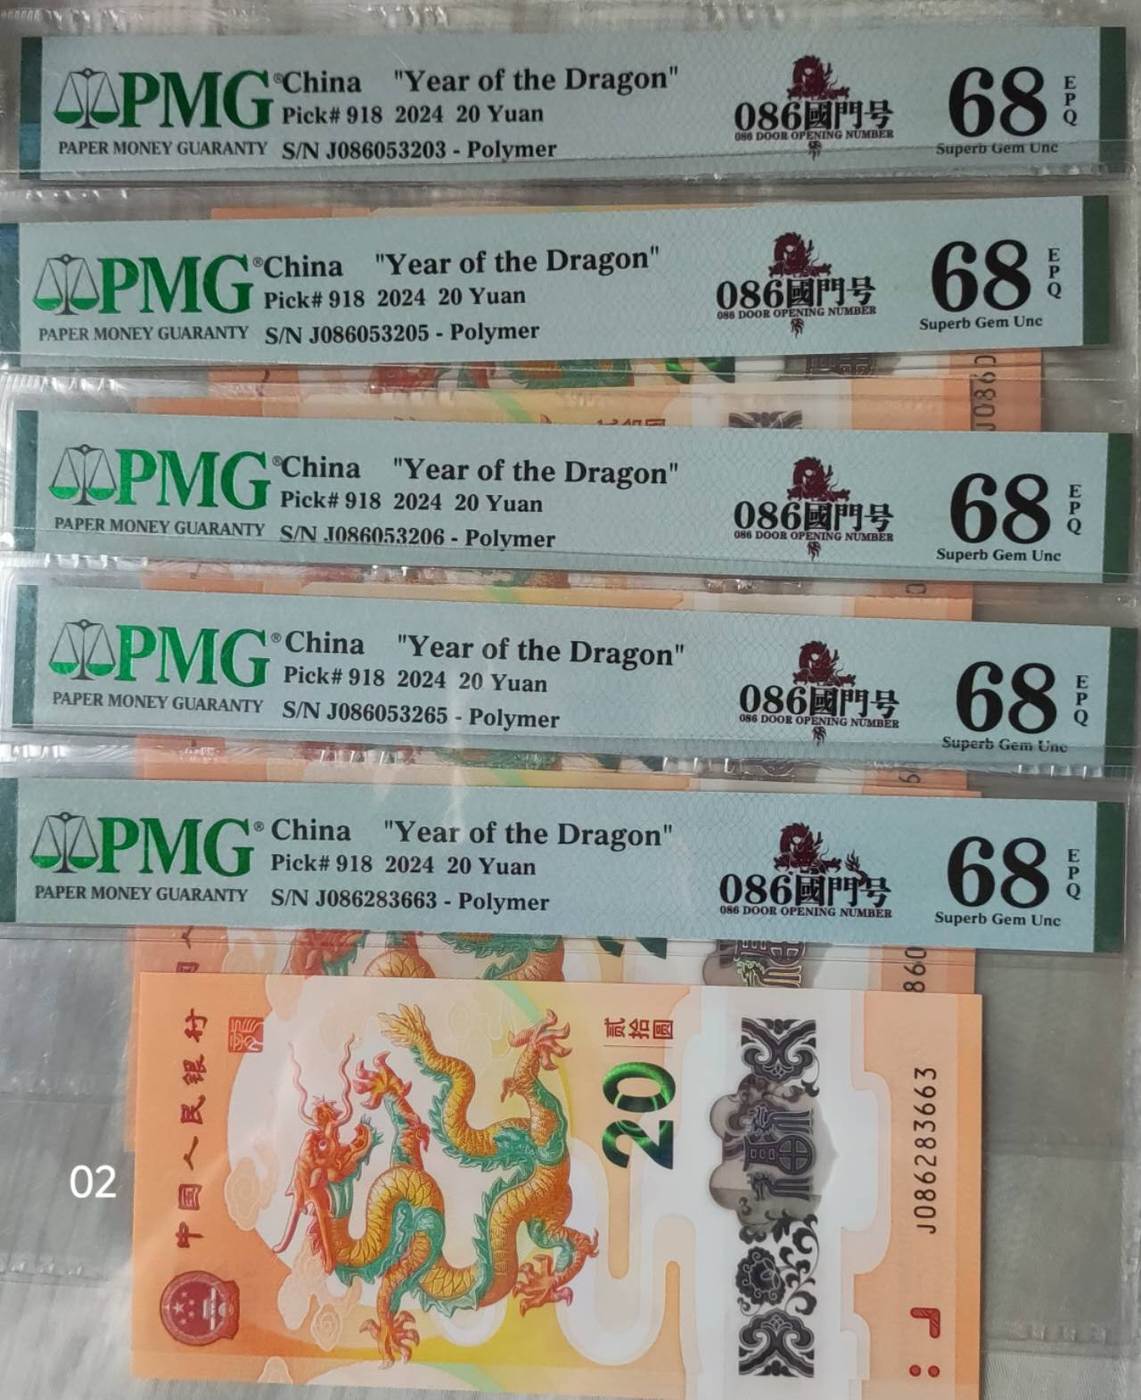 PMG® China "Year of the Dragon"
Pick# 918 2024 20 Yuan
PAPER MONEY GUARANTY S/N J086053203 - Polymer
086國門号
086 DOOR OPENING NUMBER
68 EPQ
Superb Gem Unc
PMG® China "Year of the Dragon"
Pick# 918 2024 20 Yuan
PAPER MONEY GUARANTY S/N J086053205 - Polymer
086國門号
086 DOOR OPENING NUMBER
68 EPQ
Superb Gem Unc
J0860
PMG® China "Year of the Dragon"
Pick# 918 2024 20 Yuan
PAPER MONEY GUARANTY S/N J086053206 - Polymer
086國門号
086 DOOR OPENING NUMBER
68 EPQ
Superb Gem Unc
PMG® China "Year of the Dragon"
Pick# 918 2024 20 Yuan
PAPER MONEY GUARANTY S/N J086053265 - Polymer
086國門号
086 DOOR OPENING NUMBER
68 EPQ
Superb Gem Unc
PMG® China "Year of the Dragon"
Pick# 918 2024 20 Yuan
PAPER MONEY GUARANTY S/N J086283663 - Polymer
086國門号
086 DOOR OPENING NUMBER
68 EPQ
Superb Gem Unc
860
中国人民银行
贰拾圆
20
J086283663
02